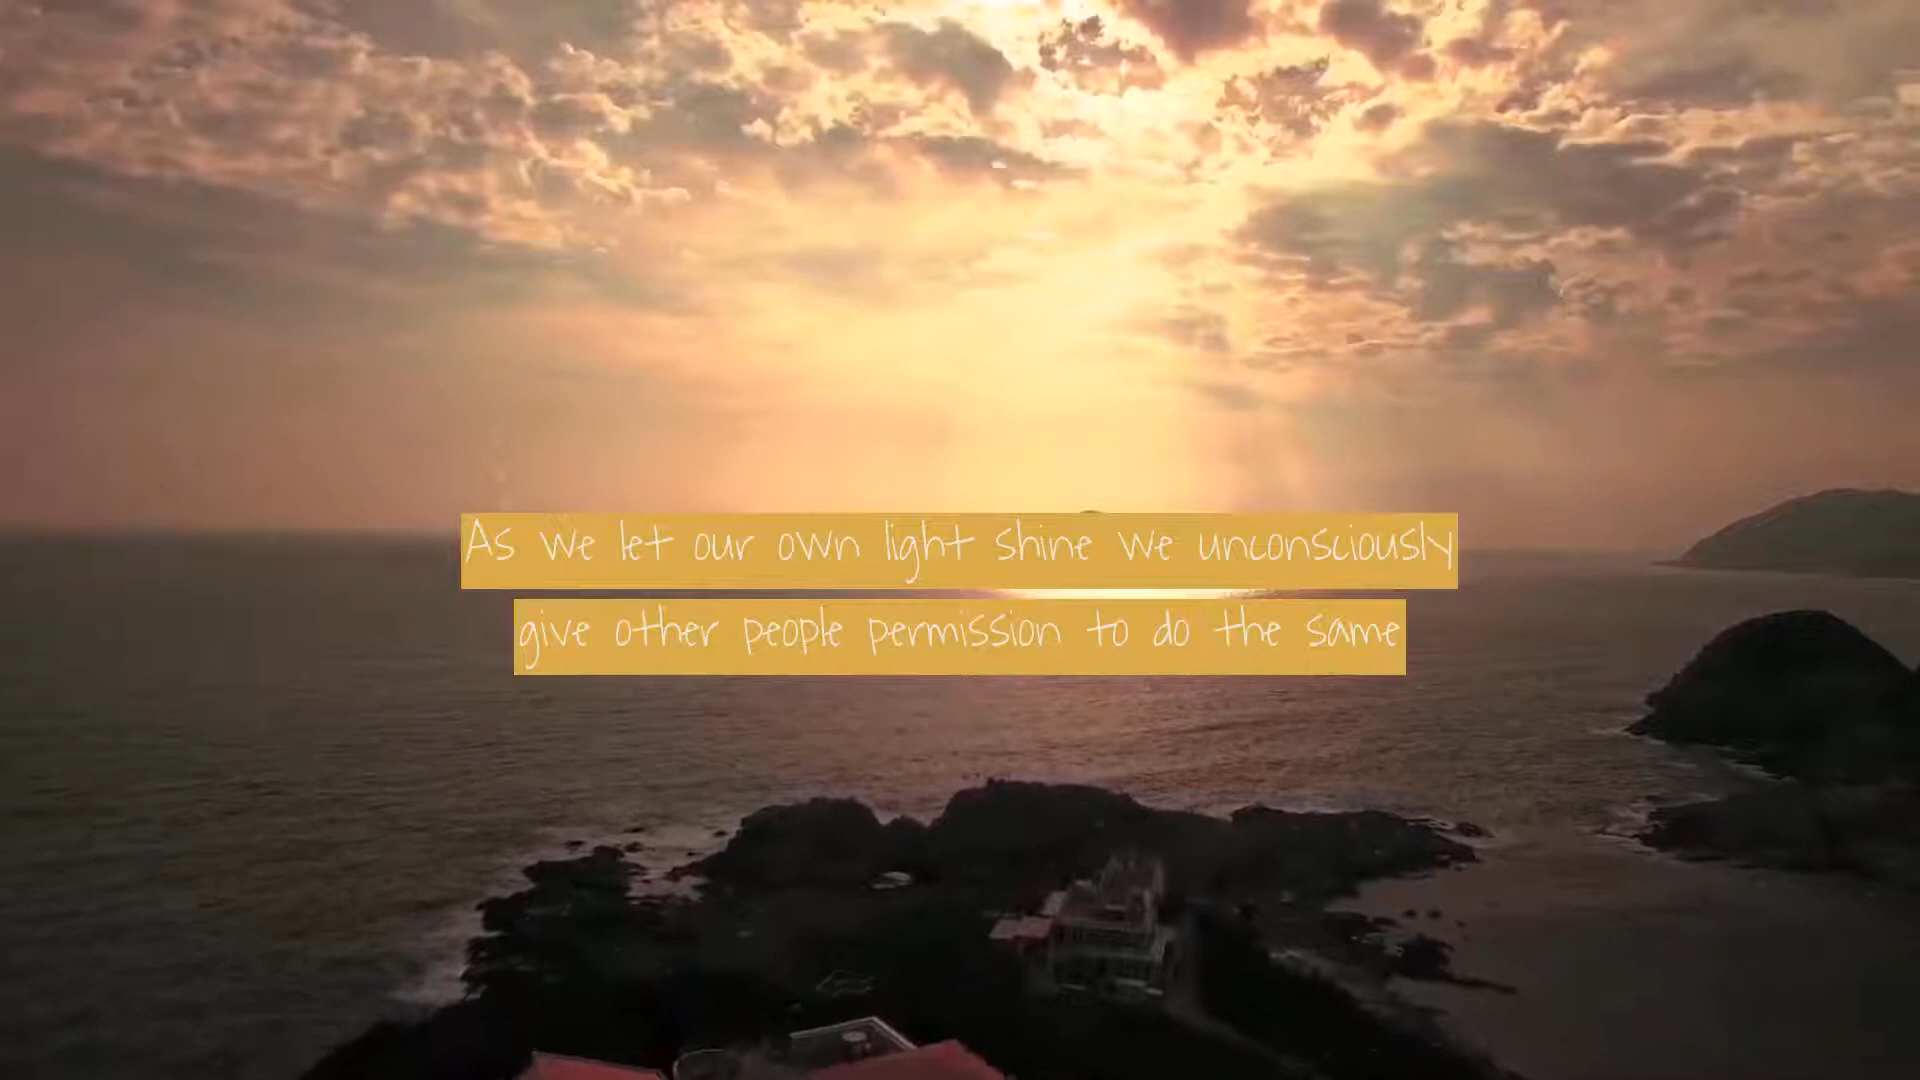 As we let our own light shine we unconsciously
give other people permission to do the same